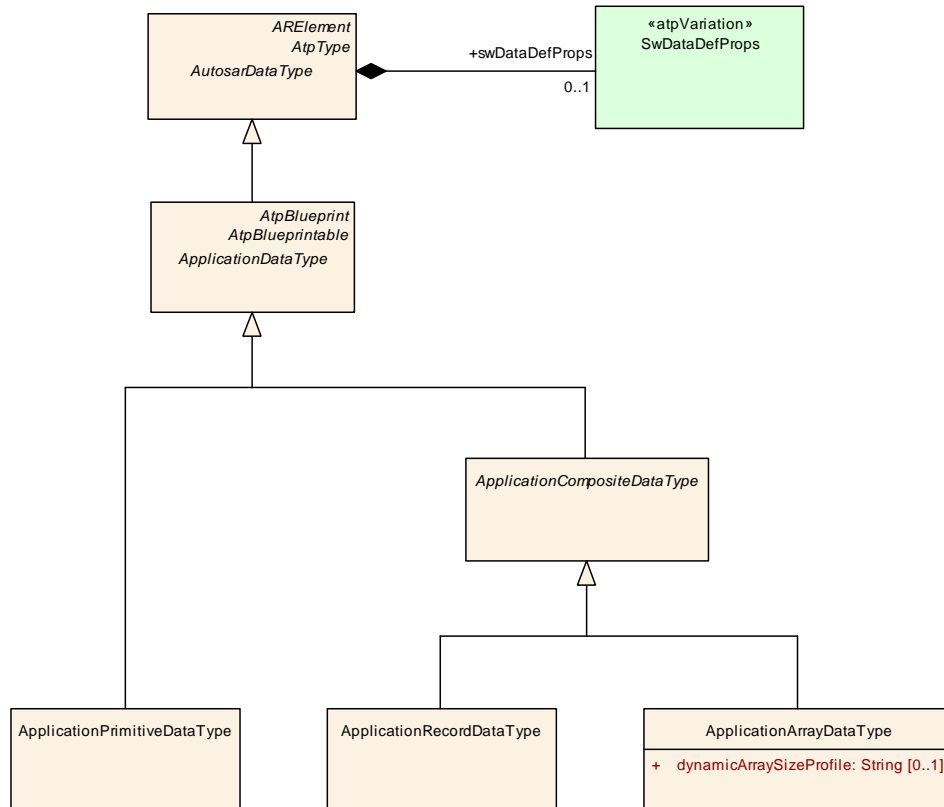 ARElement
AtpType
AutosarDataType
+swDataDefProps
0..1
«atpVariation»
SwDataDefProps
AtpBlueprint
AtpBlueprintable
ApplicationDataType
ApplicationCompositeDataType
ApplicationPrimitiveDataType
ApplicationRecordDataType
ApplicationArrayDataType
+ dynamicArraySizeProfile: String [0..1]